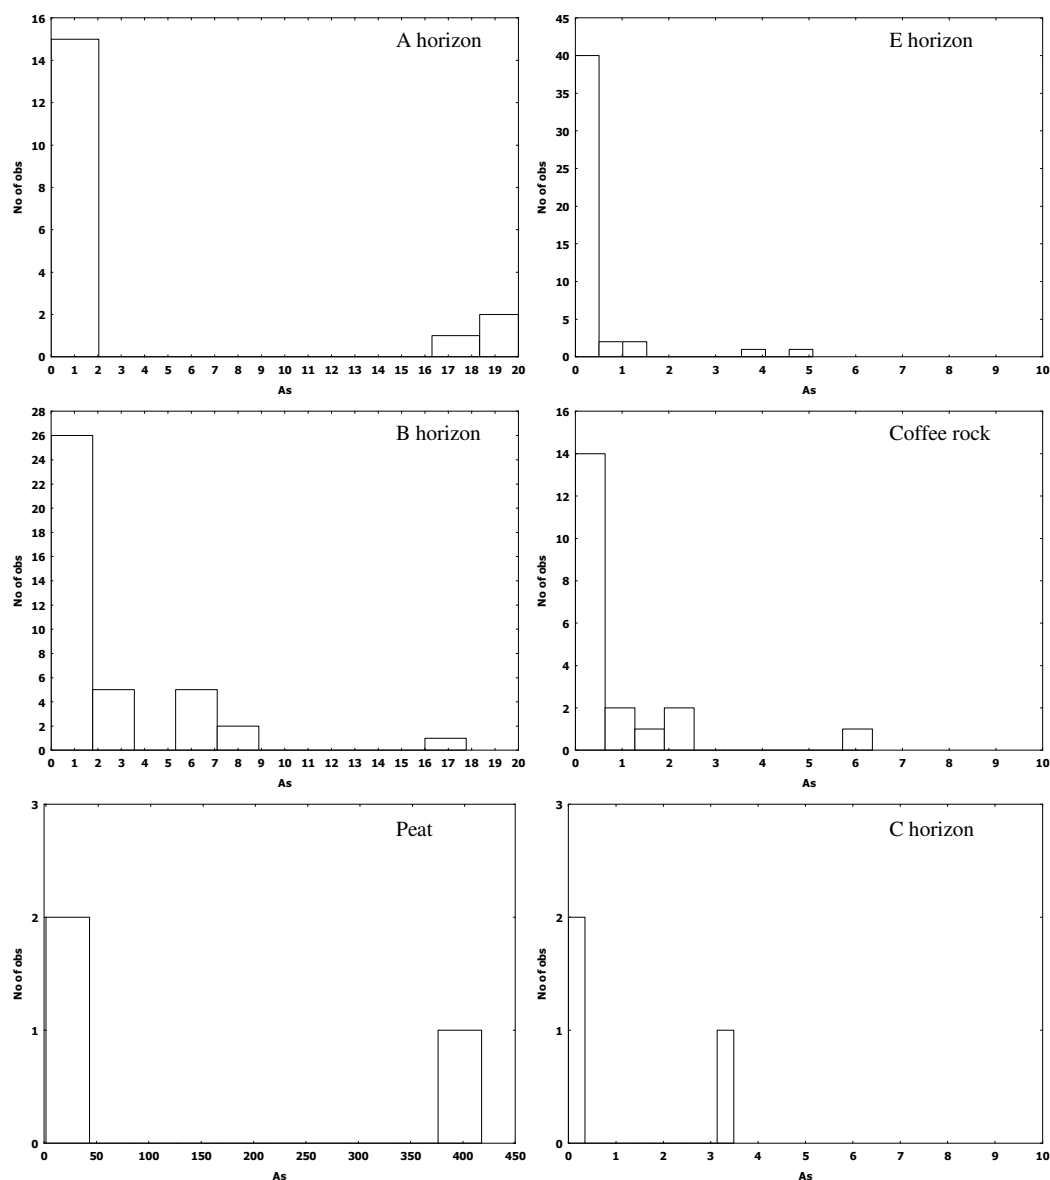 A horizon
16
14
12
10
8
6
4
2
0
No of obs
0 1 2 3 4 5 6 7 8 9 10 11 12 13 14 15 16 17 18 19 20
As
E horizon
45
40
35
30
25
20
15
10
5
0
No of obs
0 1 2 3 4 5 6 7 8 9 10
As
B horizon
28
26
24
22
20
18
16
14
12
10
8
6
4
2
0
No of obs
0 1 2 3 4 5 6 7 8 9 10 11 12 13 14 15 16 17 18 19 20
As
Coffee rock
16
14
12
10
8
6
4
2
0
No of obs
0 1 2 3 4 5 6 7 8 9 10
As
Peat
3
2
1
0
No of obs
0 50 100 150 200 250 300 350 400 450
As
C horizon
3
2
1
0
No of obs
0 1 2 3 4 5 6 7 8 9 10
As